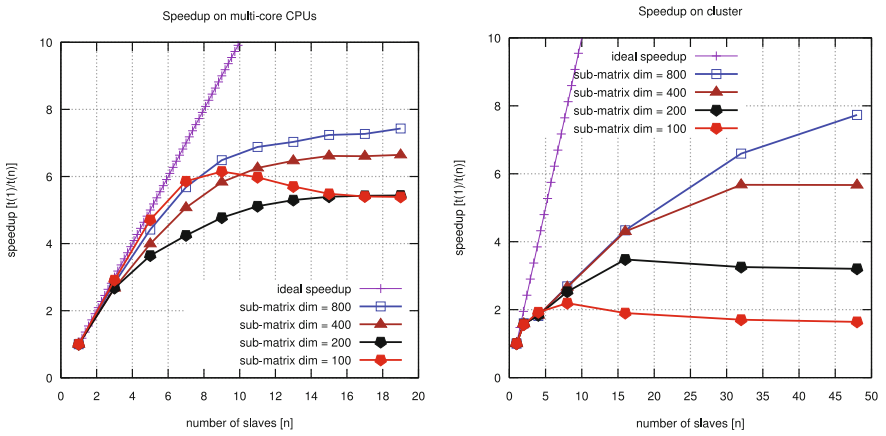 Speedup on multi-core CPUs
10
8
6
4
2
0
speedup [t(1)/t(n)]
0 2 4 6 8 10 12 14 16 18 20
number of slaves [n]
ideal speedup
sub-matrix dim = 800
sub-matrix dim = 400
sub-matrix dim = 200
sub-matrix dim = 100
Speedup on cluster
10
8
6
4
2
0
speedup [t(1)/t(n)]
0 5 10 15 20 25 30 35 40 45 50
number of slaves [n]
ideal speedup
sub-matrix dim = 800
sub-matrix dim = 400
sub-matrix dim = 200
sub-matrix dim = 100